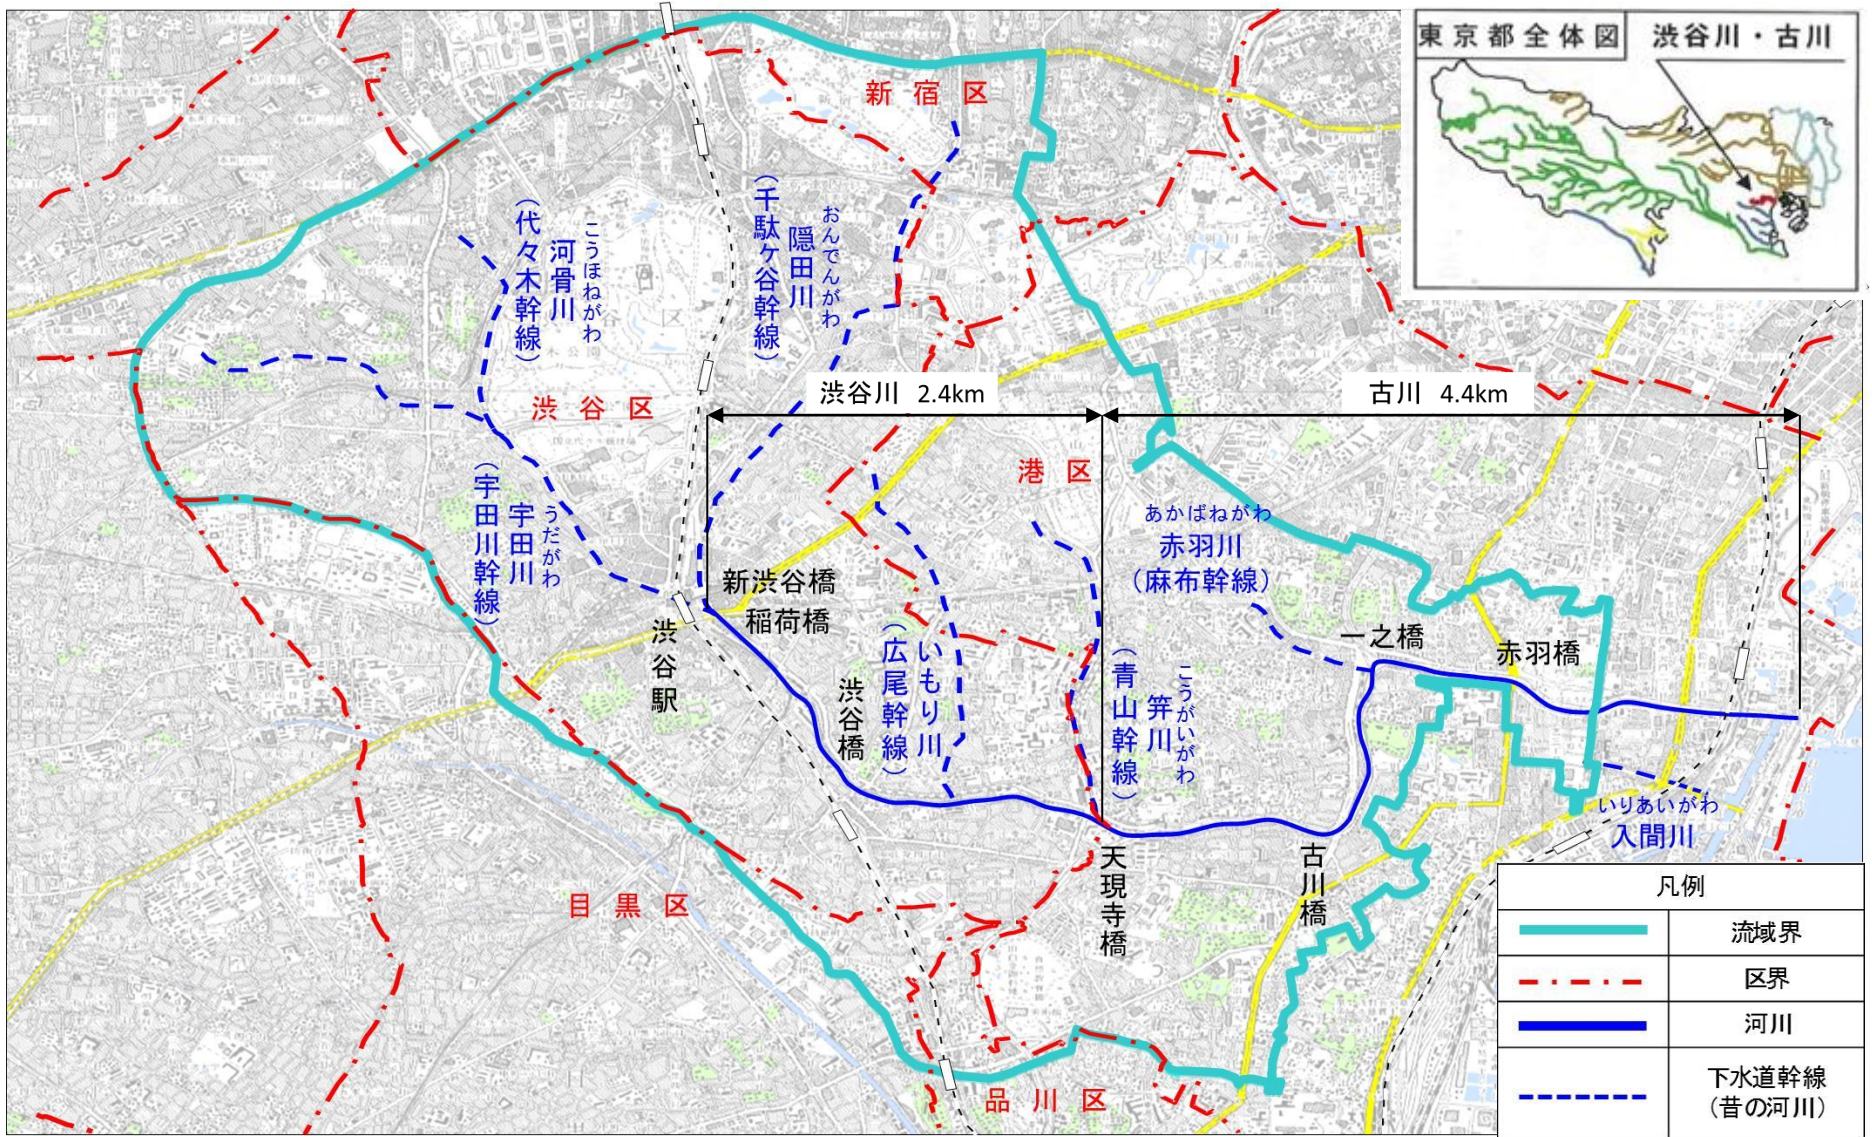 東京都全体図
渋谷川・古川
新宿区
こうほねがわ
河骨川
（代々木幹線）
おんでんがわ
隠田川
（千駄ヶ谷幹線）
渋谷区
渋谷川 2.4km
古川 4.4km
港区
うだがわ
宇田川
（宇田川幹線）
あかばねがわ
赤羽川
（麻布幹線）
新渋谷橋
稲荷橋
渋谷駅
渋谷橋
いもり川
（広尾幹線）
こうがいがわ
笄川
（青山幹線）
一之橋
赤羽橋
いりあいがわ
入間川
天現寺橋
古川橋
目黒区
品川区
凡例
流域界
区界
河川
下水道幹線
（昔の河川）